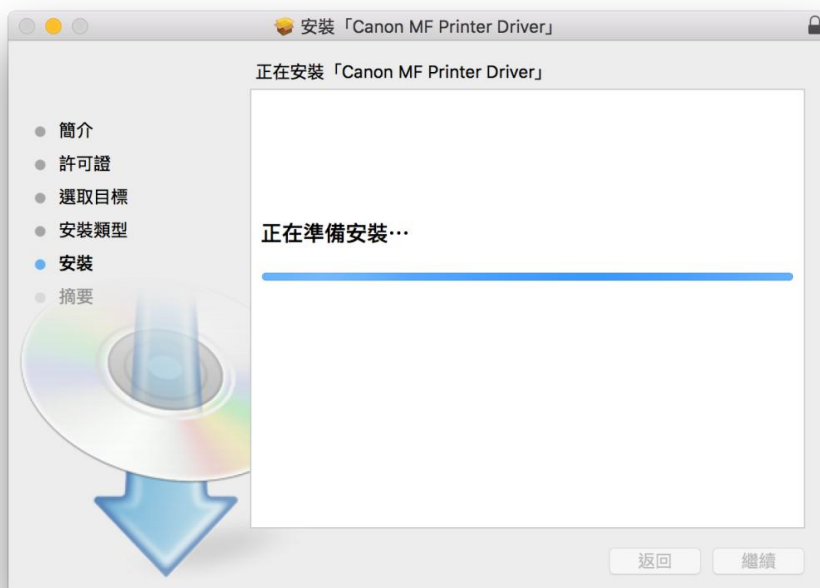 安裝「Canon MF Printer Driver」
正在安裝「Canon MF Printer Driver」
簡介
許可證
選取目標
安裝類型
安裝
摘要
正在準備安裝⋯
返回
繼續